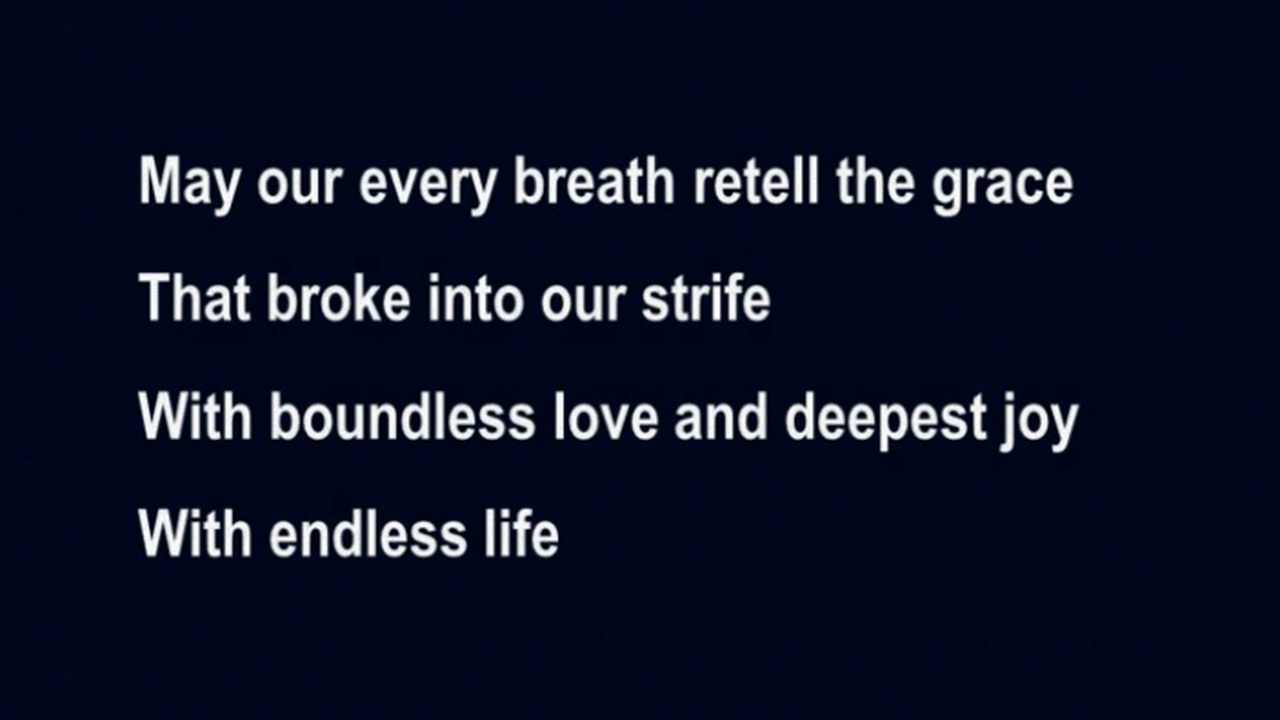 May our every breath retell the grace
That broke into our strife
With boundless love and deepest joy
With endless life